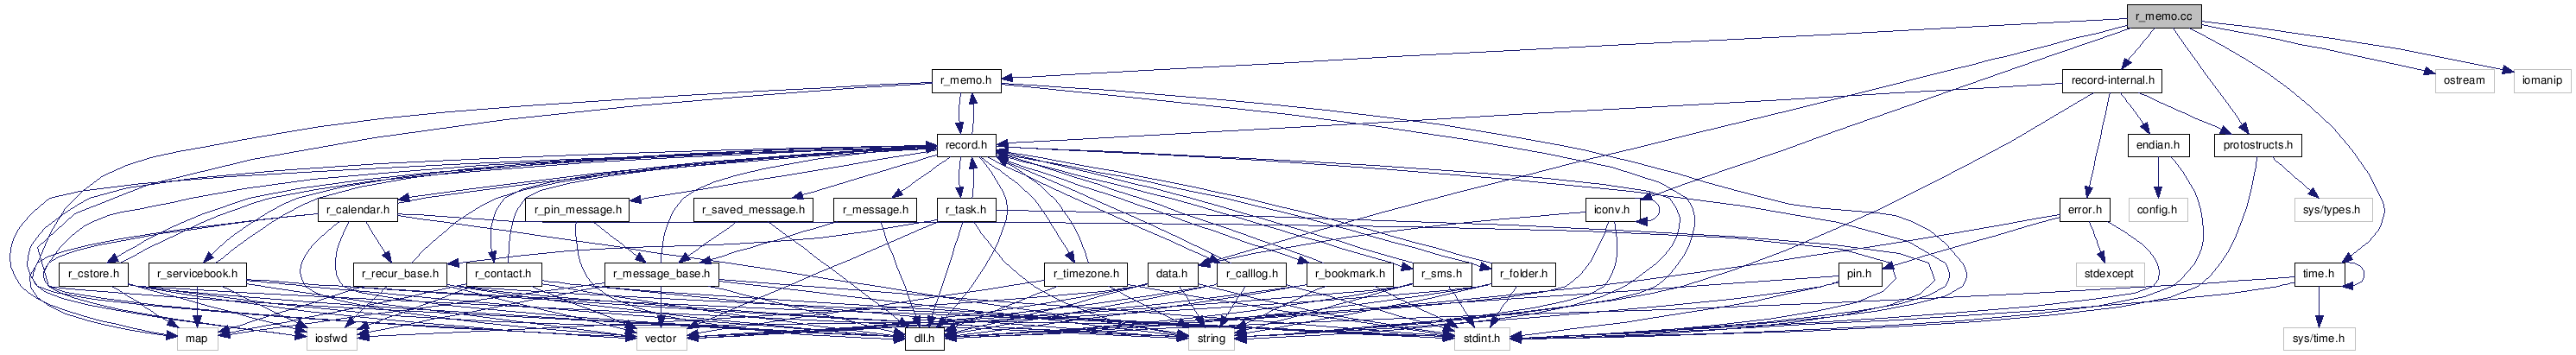 r_memo.cc
r_memo.h
record-internal.h
ostream
iomanip
record.h
endian.h
protostructs.h
r_calendar.h
r_pin_message.h
r_saved_message.h
r_message.h
r_task.h
iconv.h
error.h
config.h
sys/types.h
r_cstore.h
r_servicebook.h
r_recur_base.h
r_contact.h
r_message_base.h
r_timezone.h
data.h
r_calllog.h
r_bookmark.h
r_sms.h
r_folder.h
pin.h
stdexcept
time.h
map
iosfwd
vector
dll.h
string
stdint.h
sys/time.h